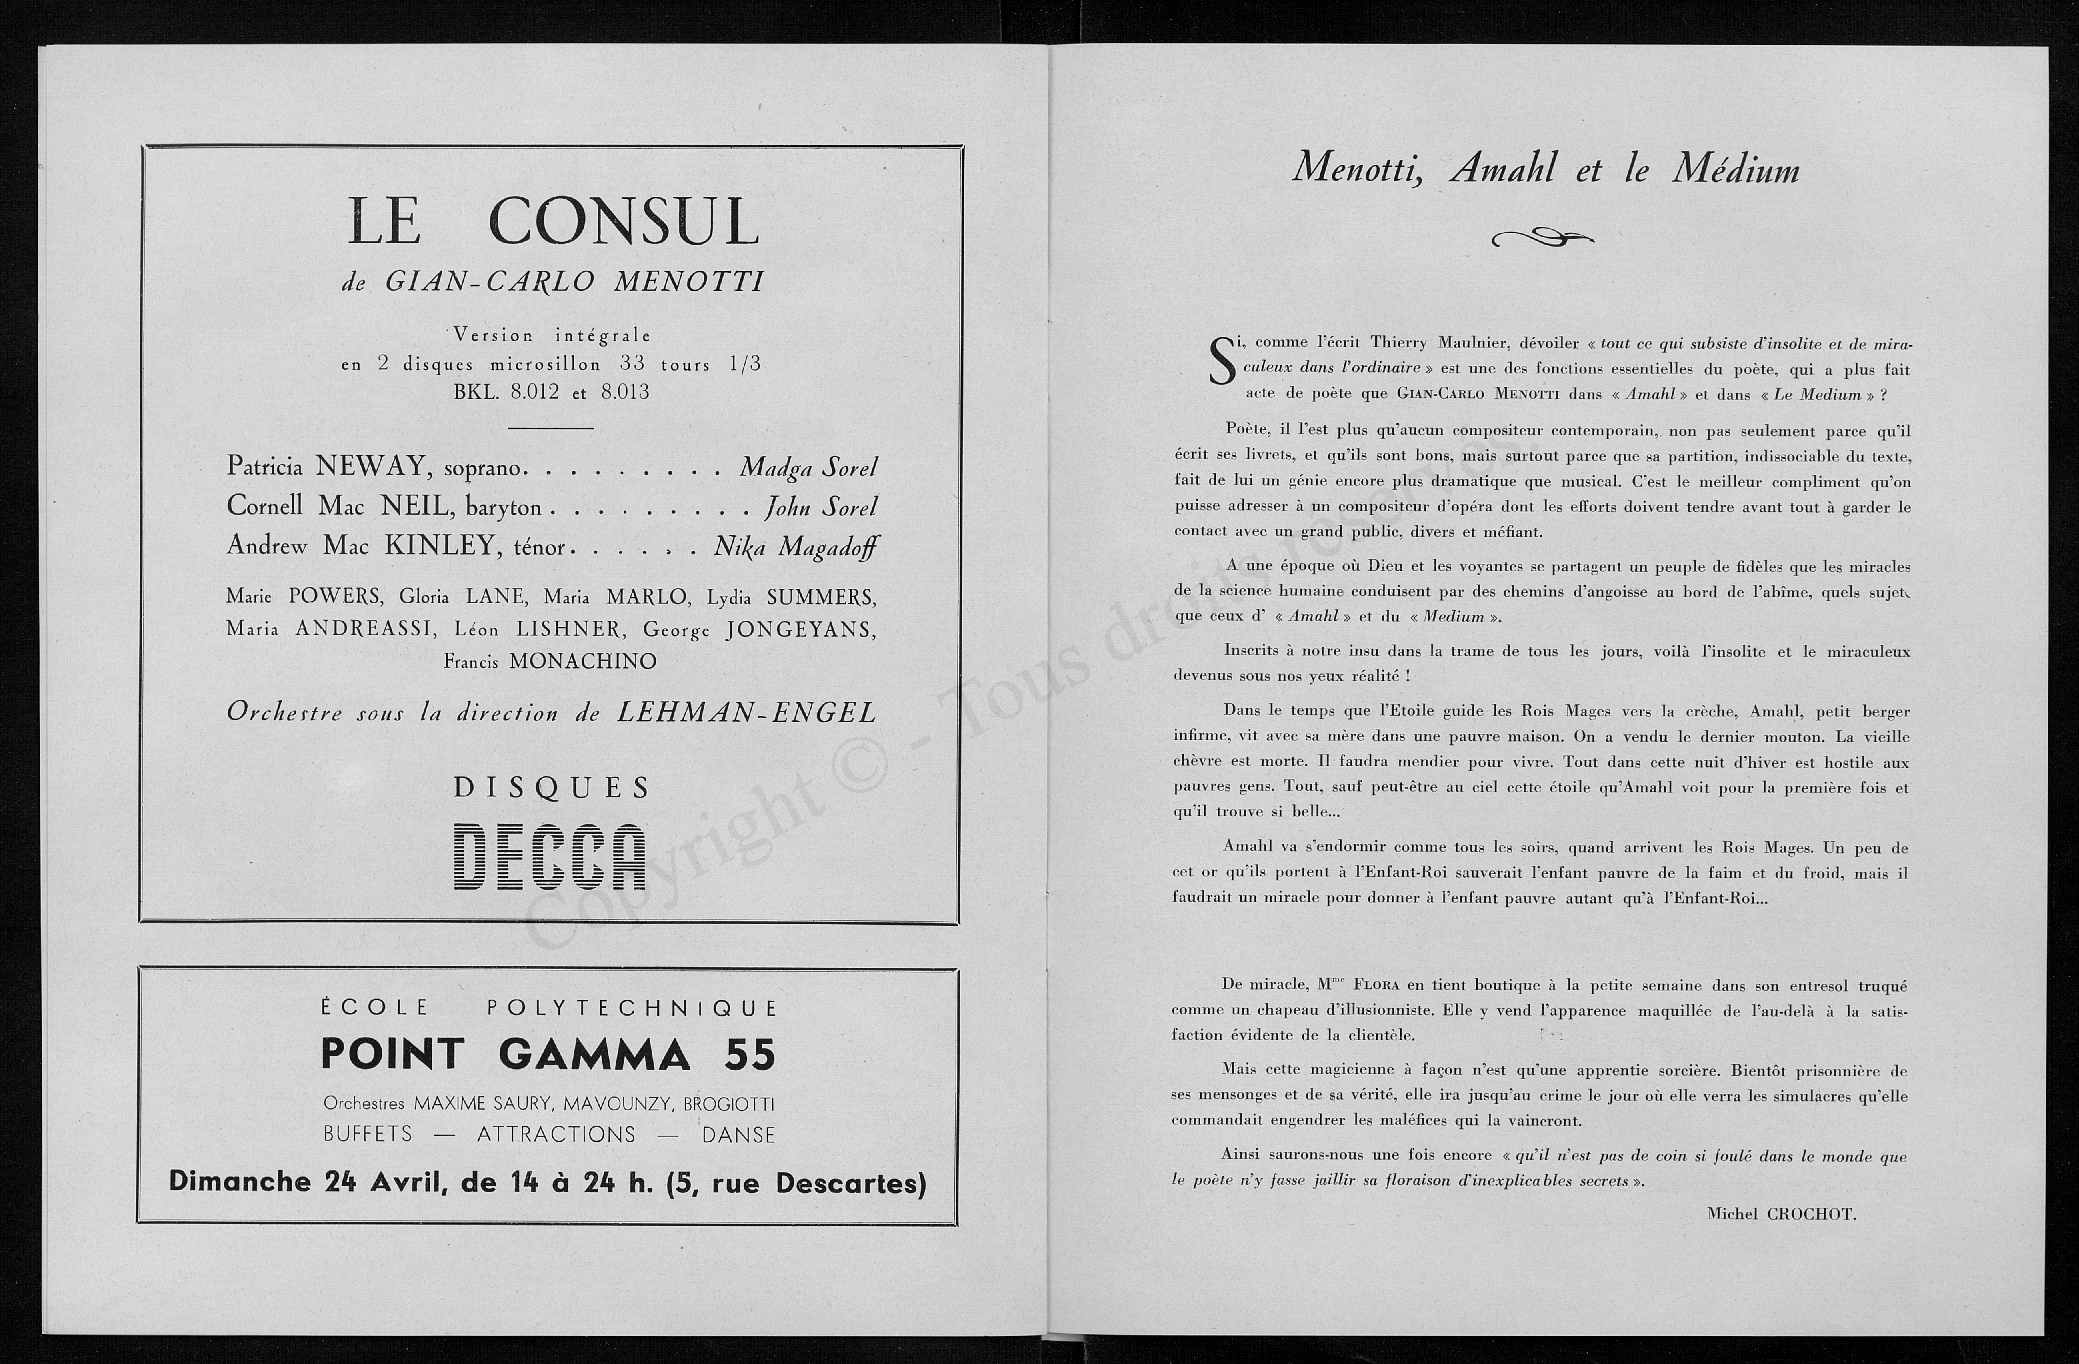 LE CONSUL
de GIAN-CARLO MENOTTI
Version intégrale
en 2 disques microsillon 33 tours 1/3
BKL. 8.012 et 8.013
Patricia NEWAY, soprano. . . . . . . . . Madga Sorel
Cornell Mac NEIL, baryton . . . . . . . . . John Sorel
Andrew Mac KINLEY, ténor. . . . . . Nika Magadoff
Marie POWERS, Gloria LANE, Maria MARLO, Lydia SUMMERS,
Maria ANDREASSI, Léon LISHNER, George JONGEYANS,
Francis MONACHINO
Orchestre sous la direction de LEHMAN-ENGEL
DISQUES
DECCA
ÉCOLE POLYTECHNIQUE
POINT GAMMA 55
Orchestres MAXIME SAURY, MAVOUNZY, BROGIOTTI
BUFFETS — ATTRACTIONS — DANSE
Dimanche 24 Avril, de 14 à 24 h. (5, rue Descartes)
Menotti, Amahl et le Médium
Si, comme l'écrit Thierry Maulnier, dévoiler « tout ce qui subsiste d'insolite et de mira-
culeux dans l'ordinaire » est une des fonctions essentielles du poète, qui a plus fait
acte de poète que GIAN-CARLO MENOTTI dans « Amahl » et dans « Le Medium » ?
Poète, il l'est plus qu'aucun compositeur contemporain, non pas seulement parce qu'il
écrit ses livrets, et qu'ils sont bons, mais surtout parce que sa partition, indissociable du texte,
fait de lui un génie encore plus dramatique que musical. C'est le meilleur compliment qu'on
puisse adresser à un compositeur d'opéra dont les efforts doivent tendre avant tout à garder le
contact avec un grand public, divers et méfiant.
A une époque où Dieu et les voyantes se partagent un peuple de fidèles que les miracles
de la science humaine conduisent par des chemins d'angoisse au bord de l'abîme, quels sujets
que ceux d' « Amahl » et du « Medium ».
Inscrits à notre insu dans la trame de tous les jours, voilà l'insolite et le miraculeux
devenus sous nos yeux réalité !
Dans le temps que l'Etoile guide les Rois Mages vers la crèche, Amahl, petit berger
infirme, vit avec sa mère dans une pauvre maison. On a vendu le dernier mouton. La vieille
chèvre est morte. Il faudra mendier pour vivre. Tout dans cette nuit d'hiver est hostile aux
pauvres gens. Tout, sauf peut-être au ciel cette étoile qu'Amahl voit pour la première fois et
qu'il trouve si belle...
Amahl va s'endormir comme tous les soirs, quand arrivent les Rois Mages. Un peu de
cet or qu'ils portent à l'Enfant-Roi sauverait l'enfant pauvre de la faim et du froid, mais il
faudrait un miracle pour donner à l'enfant pauvre autant qu'à l'Enfant-Roi...
De miracle, Mme FLORA en tient boutique à la petite semaine dans son entresol truqué
comme un chapeau d'illusionniste. Elle y vend l'apparence maquillée de l'au-delà à la satis-
faction évidente de la clientèle.
Mais cette magicienne à façon n'est qu'une apprentie sorcière. Bientôt prisonnière de
ses mensonges et de sa vérité, elle ira jusqu'au crime le jour où elle verra les simulacres qu'elle
commandait engendrer les maléfices qui la vaincront.
Ainsi saurons-nous une fois encore « qu'il n'est pas de coin si foulé dans le monde que
le poète n'y fasse jaillir sa floraison d'inexplicables secrets ».
Michel CROCHOT.
Copyright © - Tous droits réservés.